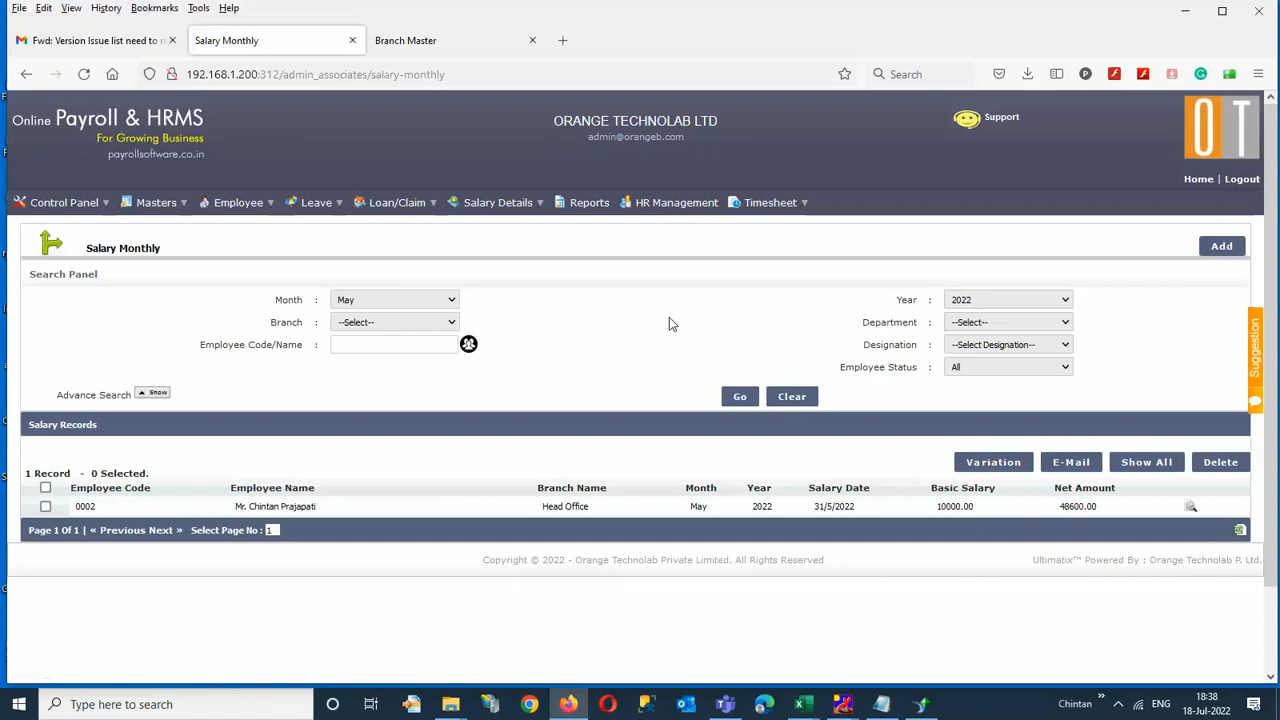 File Edit View History Bookmarks Tools Help
Fwd: Version Issue list need to r
Salary Monthly
Branch Master
192.168.1.200:312/admin_associates/salary-monthly
Search
Online Payroll & HRMS
For Growing Business
payrollsoftware.co.in
ORANGE TECHNOLAB LTD
admin@orangeb.com
Support
OT
Home | Logout
Control Panel Masters Employee Leave Loan/Claim Salary Details Reports HR Management Timesheet
Salary Monthly
Add
Search Panel
Month : May Year : 2022
Branch : --Select-- Department : --Select--
Employee Code/Name : Designation : --Select Designation--
Employee Status : All
Advance Search Show Go Clear
Suggestion
Salary Records
Variation E-Mail Show All Delete
1 Record - 0 Selected.
Employee Code Employee Name Branch Name Month Year Salary Date Basic Salary Net Amount
0002 Mr. Chintan Prajapati Head Office May 2022 31/5/2022 10000.00 48600.00
Page 1 Of 1 | « Previous Next » Select Page No : 1
Copyright © 2022 - Orange Technolab Private Limited. All Rights Reserved
Ultimatix™ Powered By : Orange Technolab P. Ltd.
Type here to search
Chintan
ENG
18:38
18-Jul-2022